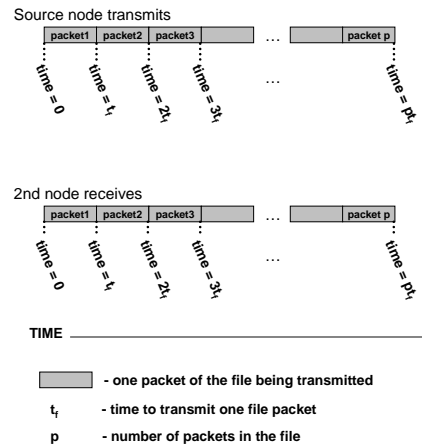 Source node transmits
packet1 packet2 packet3 ... packet p
time = 0 time = tf time = 2tf time = 3tf ... time = ptf
2nd node receives
packet1 packet2 packet3 ... packet p
time = 0 time = tf time = 2tf time = 3tf ... time = ptf
TIME
- one packet of the file being transmitted
tf - time to transmit one file packet
p - number of packets in the file